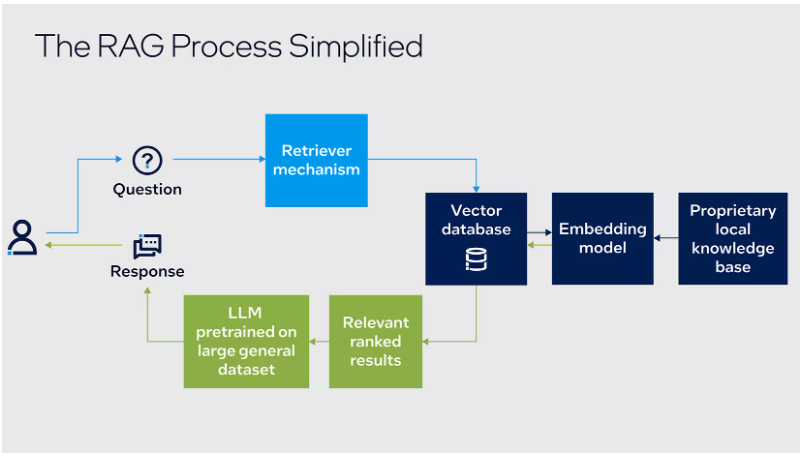 The RAG Process Simplified
Question
Retriever
mechanism
Vector
database
Embedding
model
Proprietary
local
knowledge
base
Response
LLM
pretrained on
large general
dataset
Relevant
ranked
results